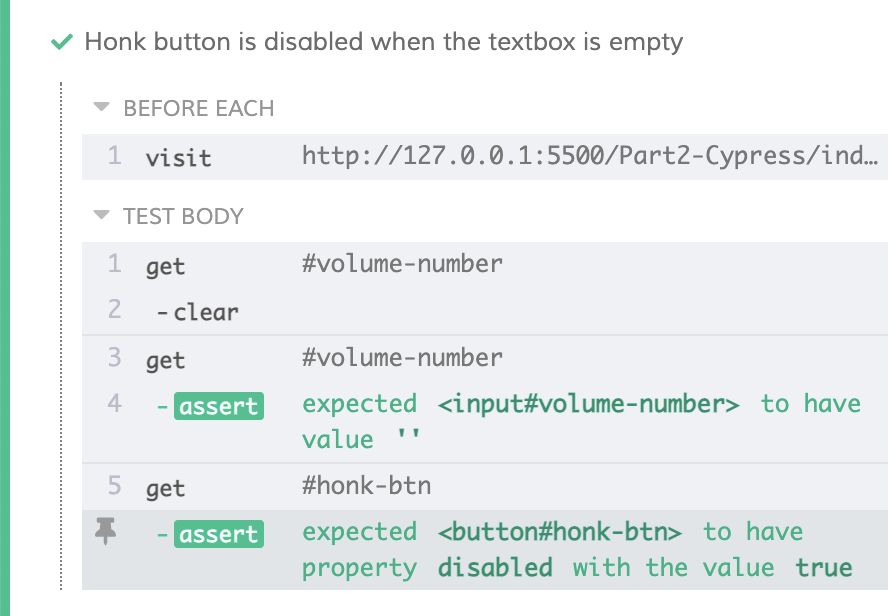 Honk button is disabled when the textbox is empty
BEFORE EACH
1 visit http://127.0.0.1:5500/Part2-Cypress/ind…
TEST BODY
1 get #volume-number
2 -clear
3 get #volume-number
4 -assert expected <input#volume-number> to have
value ''
5 get #honk-btn
-assert expected <button#honk-btn> to have
property disabled with the value true